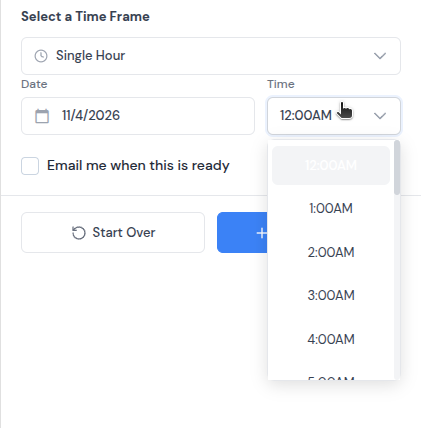 Select a Time Frame
Single Hour
Date
Time
11/4/2026
12:00AM
12:00AM
Email me when this is ready
1:00AM
Start Over
2:00AM
3:00AM
4:00AM